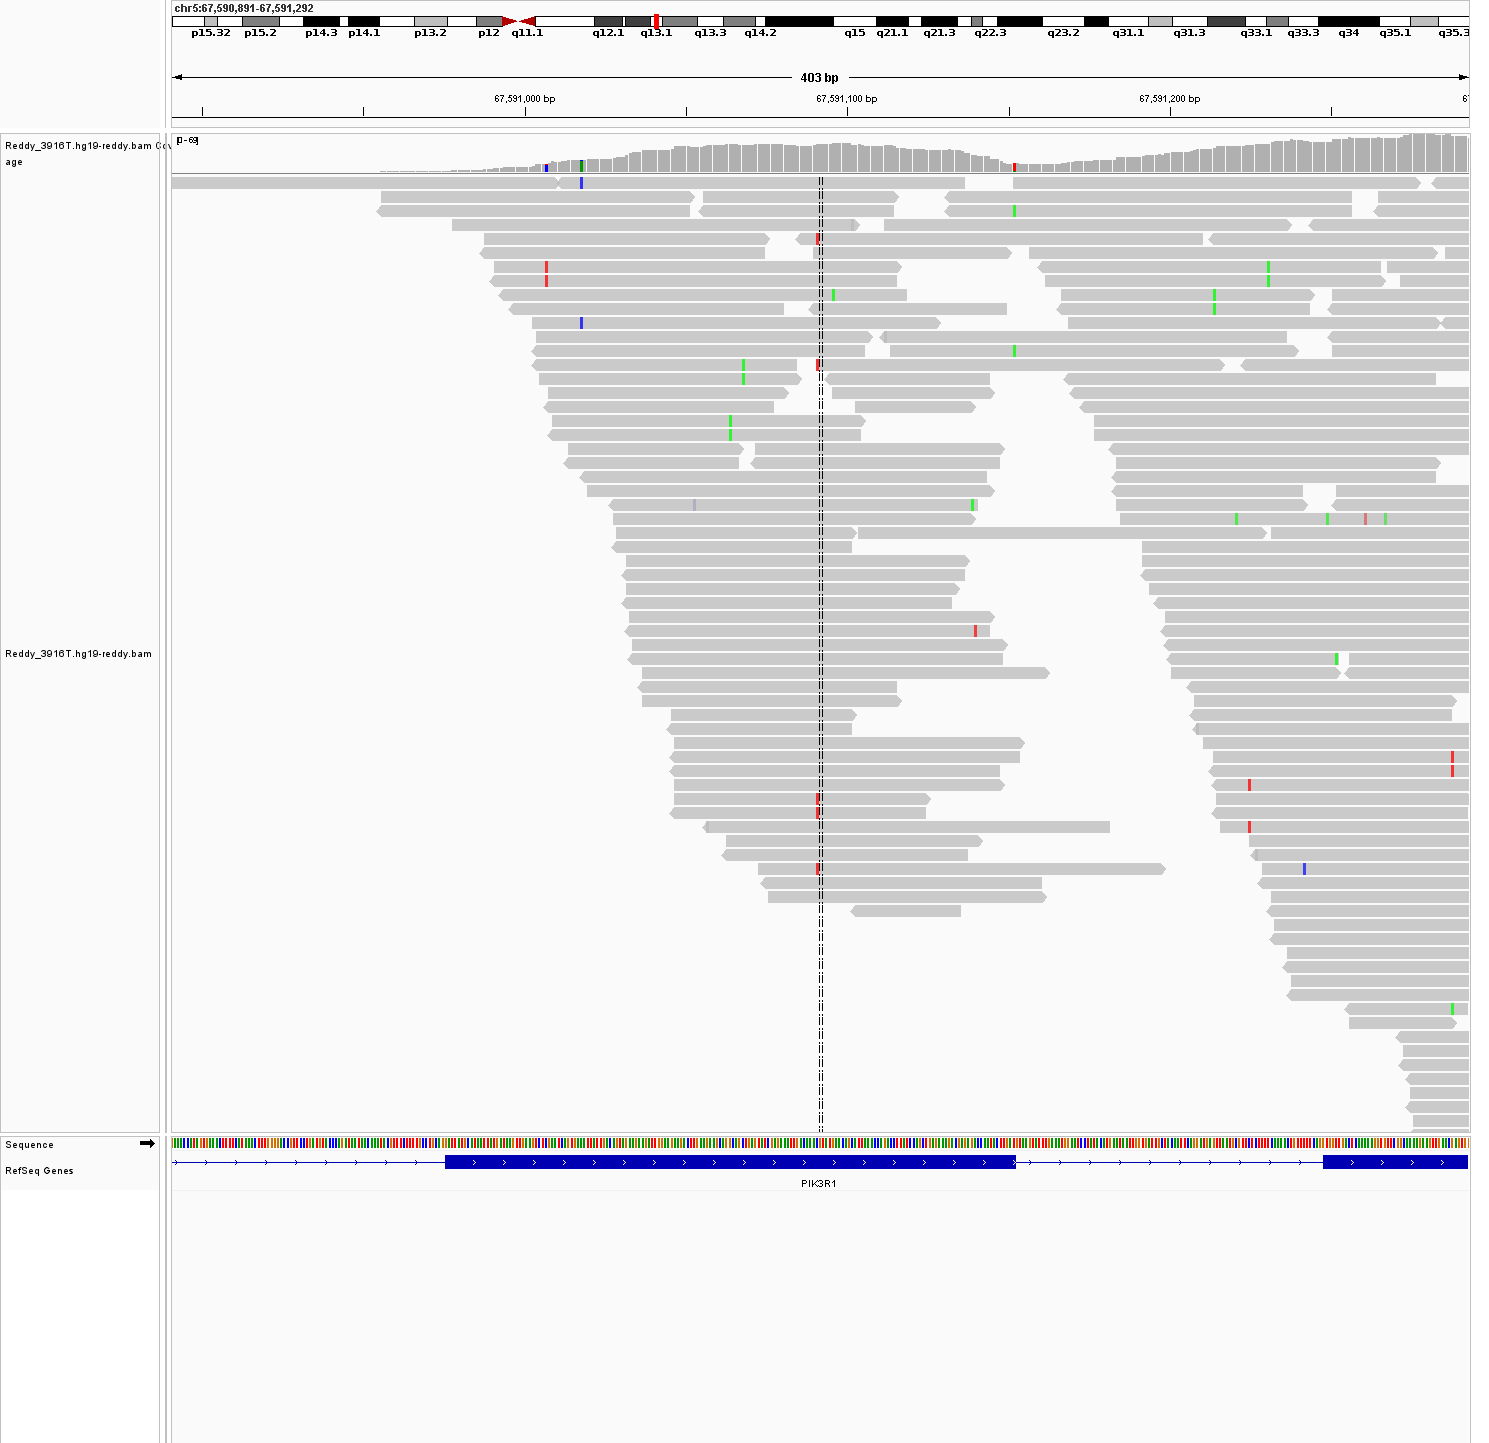 chr5:67,590,891-67,591,292
p15.32 p15.2 p14.3 p14.1 p13.2 p12 q11.1 q12.1 q13.1 q13.3 q14.2 q15 q21.1 q21.3 q22.3 q23.2 q31.1 q31.3 q33.1 q33.3 q34 q35.1 q35.3
403 bp
67,591,000 bp 67,591,100 bp 67,591,200 bp 67
[0-69]
Reddy_3916T.hg19-reddy.bam Cov
age
Reddy_3916T.hg19-reddy.bam
Sequence
RefSeq Genes
PIK3R1